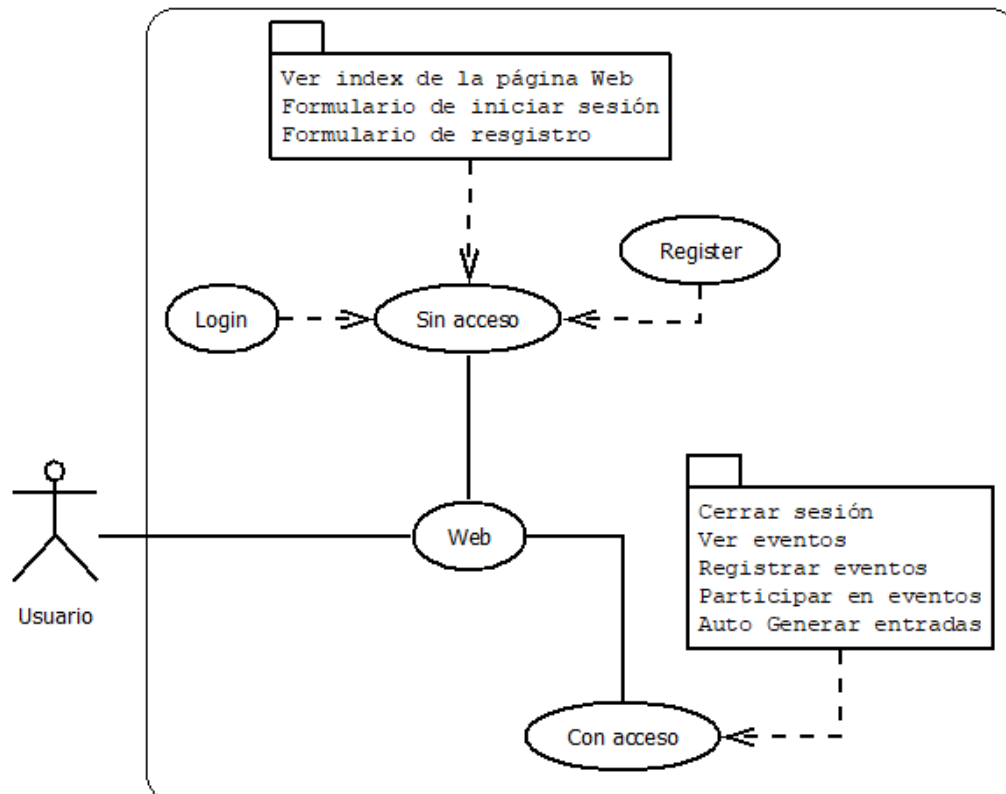 Ver index de la página Web
Formulario de iniciar sesión
Formulario de resgistro
Register
Login
Sin acceso
Web
Usuario
Cerrar sesión
Ver eventos
Registrar eventos
Participar en eventos
Auto Generar entradas
Con acceso